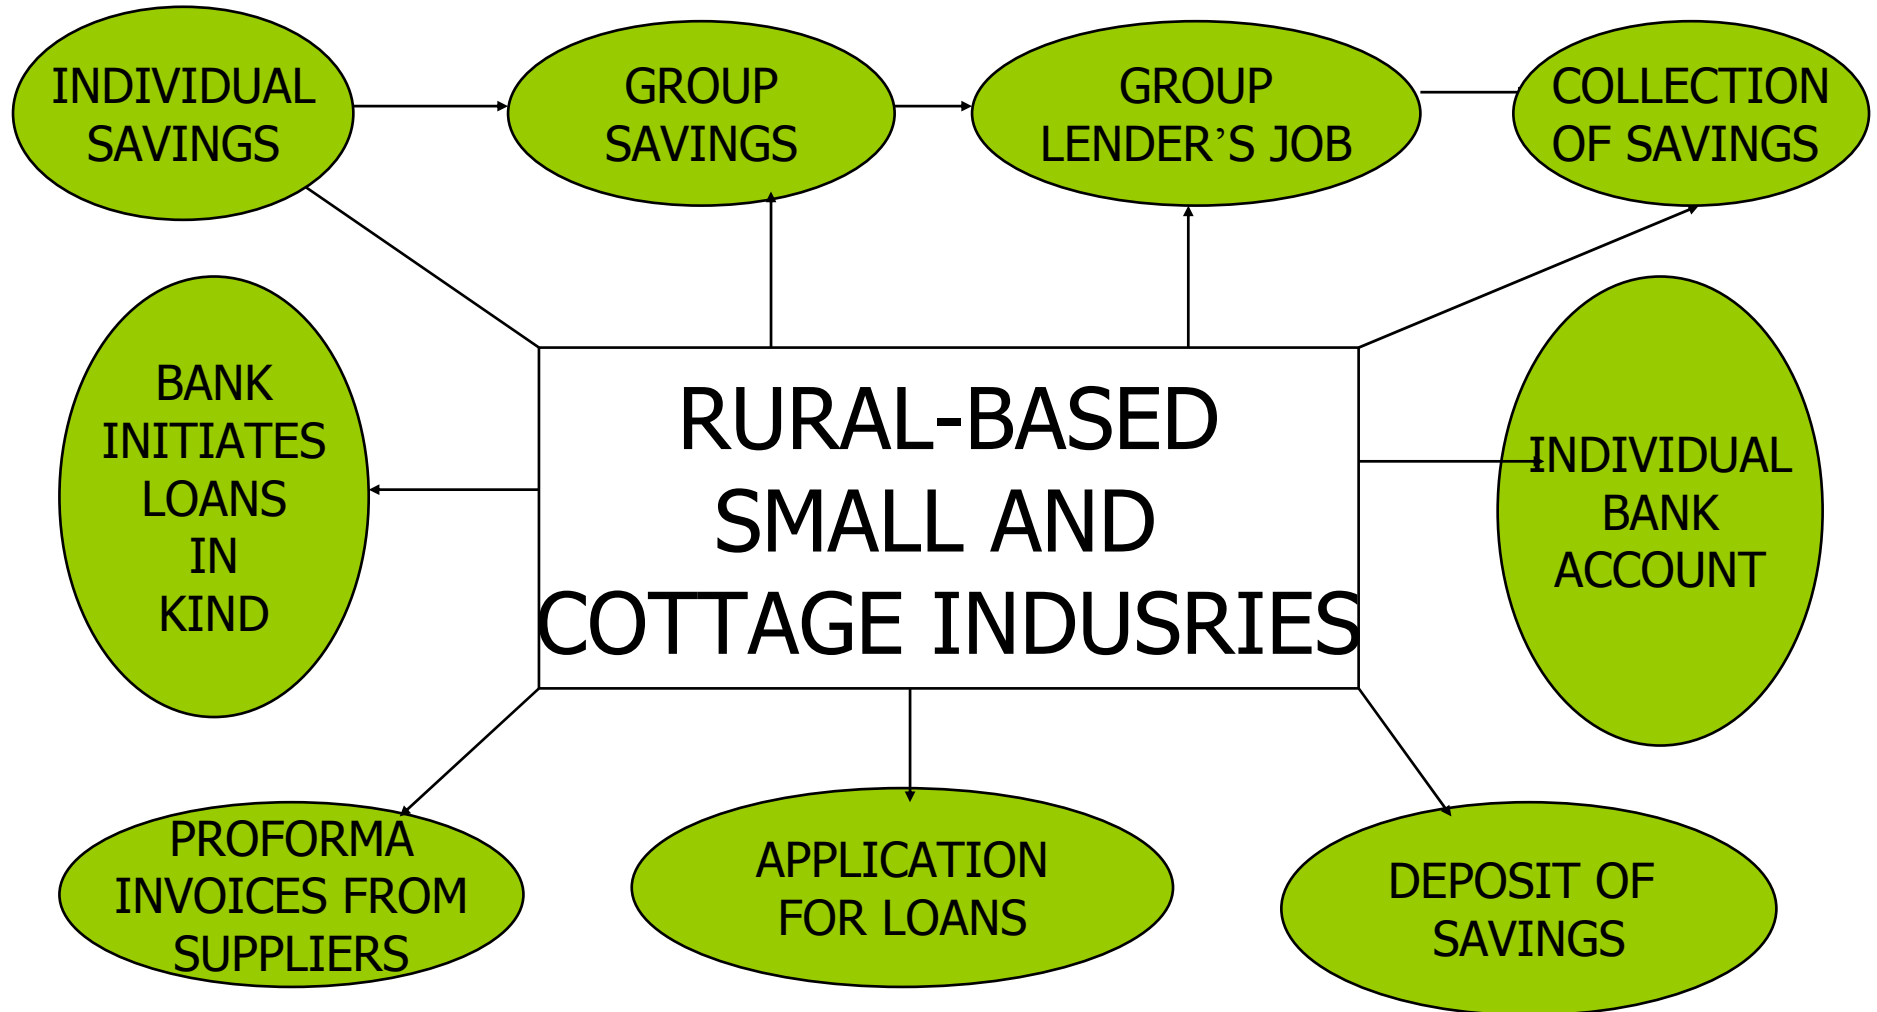 INDIVIDUAL
SAVINGS
GROUP
SAVINGS
GROUP
LENDER’S JOB
COLLECTION
OF SAVINGS
BANK
INITIATES
LOANS
IN
KIND
RURAL-BASED
SMALL AND
COTTAGE INDUSRIES
INDIVIDUAL
BANK
ACCOUNT
PROFORMA
INVOICES FROM
SUPPLIERS
APPLICATION
FOR LOANS
DEPOSIT OF
SAVINGS